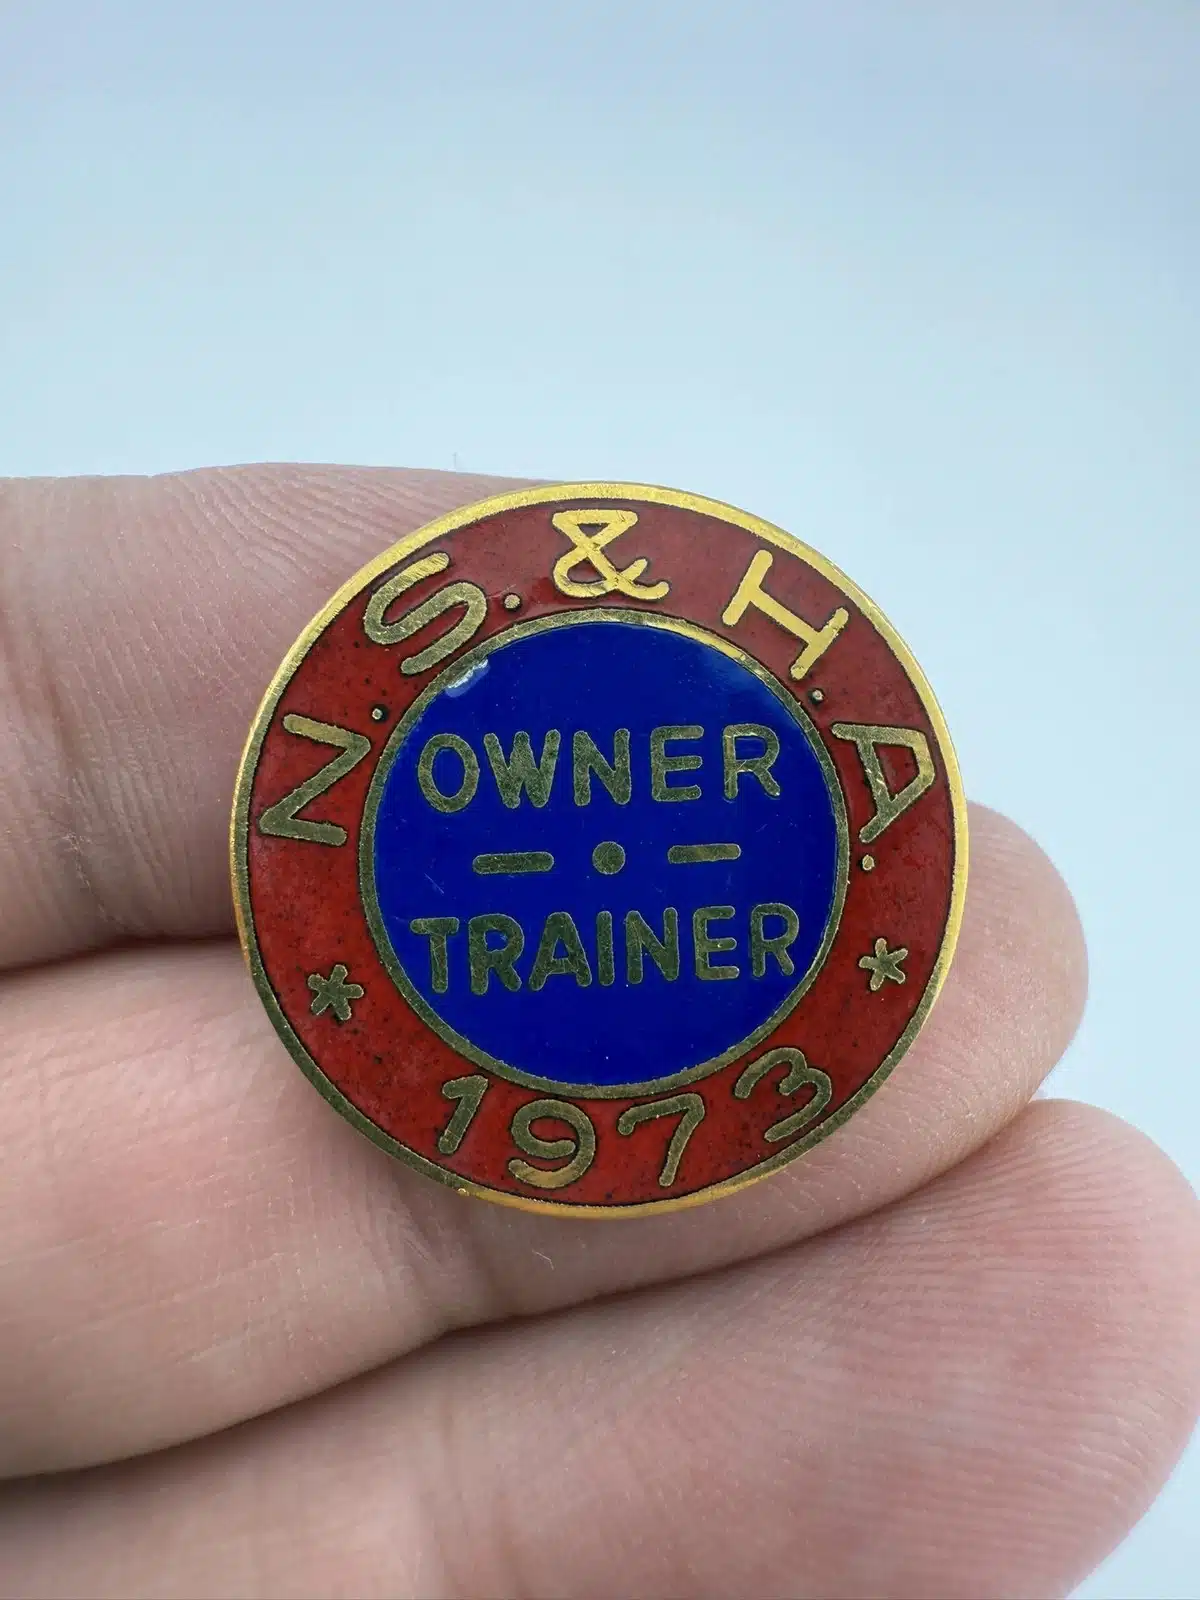 N.S. & H.A.
OWNER
— • —
TRAINER
* 1973 *